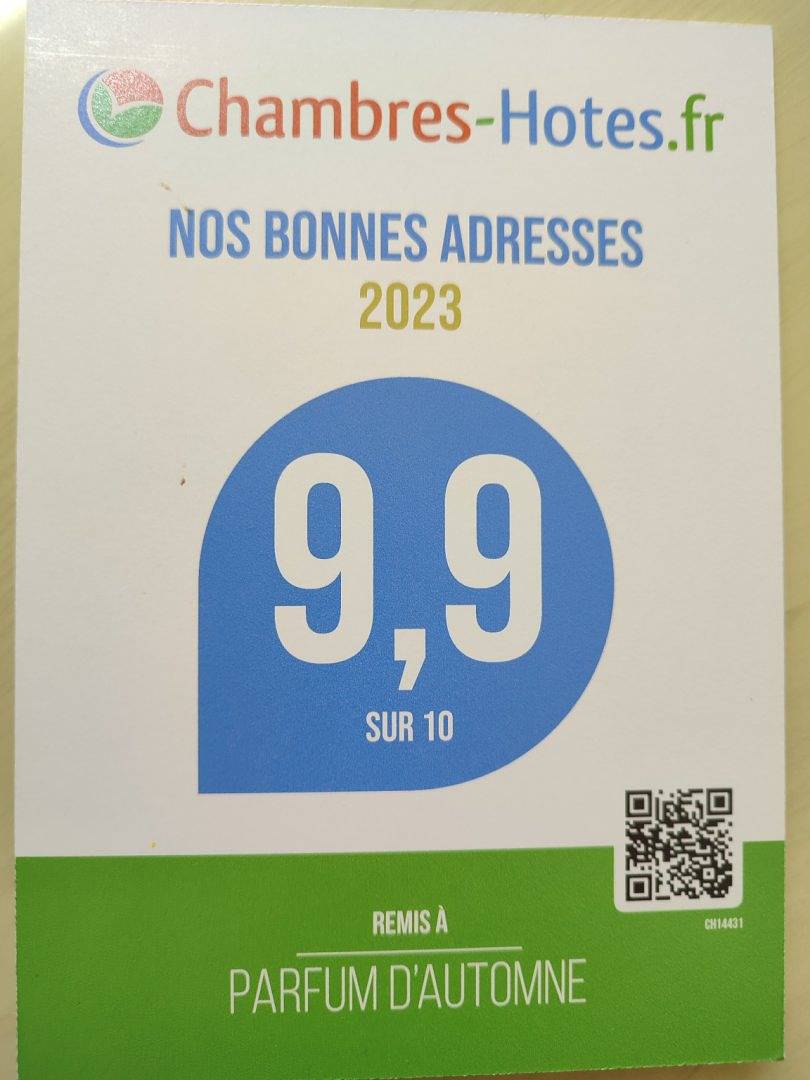 Chambres-Hotes.fr
NOS BONNES ADRESSES
2023
9,9
SUR 10
CH14431
REMIS À
PARFUM D'AUTOMNE